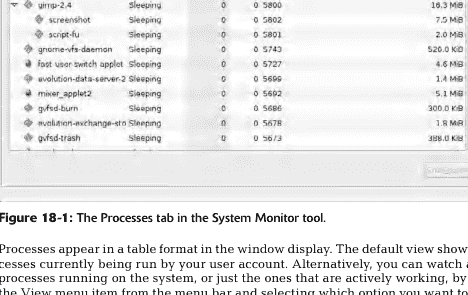 gimp-2.4 Sleeping 0 0 5800 16.3 MiB
screenshot Sleeping 0 0 5802 7.5 MiB
script-fu Sleeping 0 0 5801 2.0 MiB
gnome-vfs-daemon Sleeping 0 0 5743 520.0 KiB
fast user switch applet Sleeping 0 0 5727 4.6 MiB
evolution-data-server-2 Sleeping 0 0 5699 1.4 MiB
mixer_applet2 Sleeping 0 0 5692 5.1 MiB
gvfsd-burn Sleeping 0 0 5686 300.0 KiB
evolution-exchange-sto Sleeping 0 0 5678 1.8 MiB
gvfsd-trash Sleeping 0 0 5673 388.0 KiB
Figure 18-1: The Processes tab in the System Monitor tool.
Processes appear in a table format in the window display. The default view show
cesses currently being run by your user account. Alternatively, you can watch a
processes running on the system, or just the ones that are actively working, by
the View menu item from the menu bar and selecting which option you want